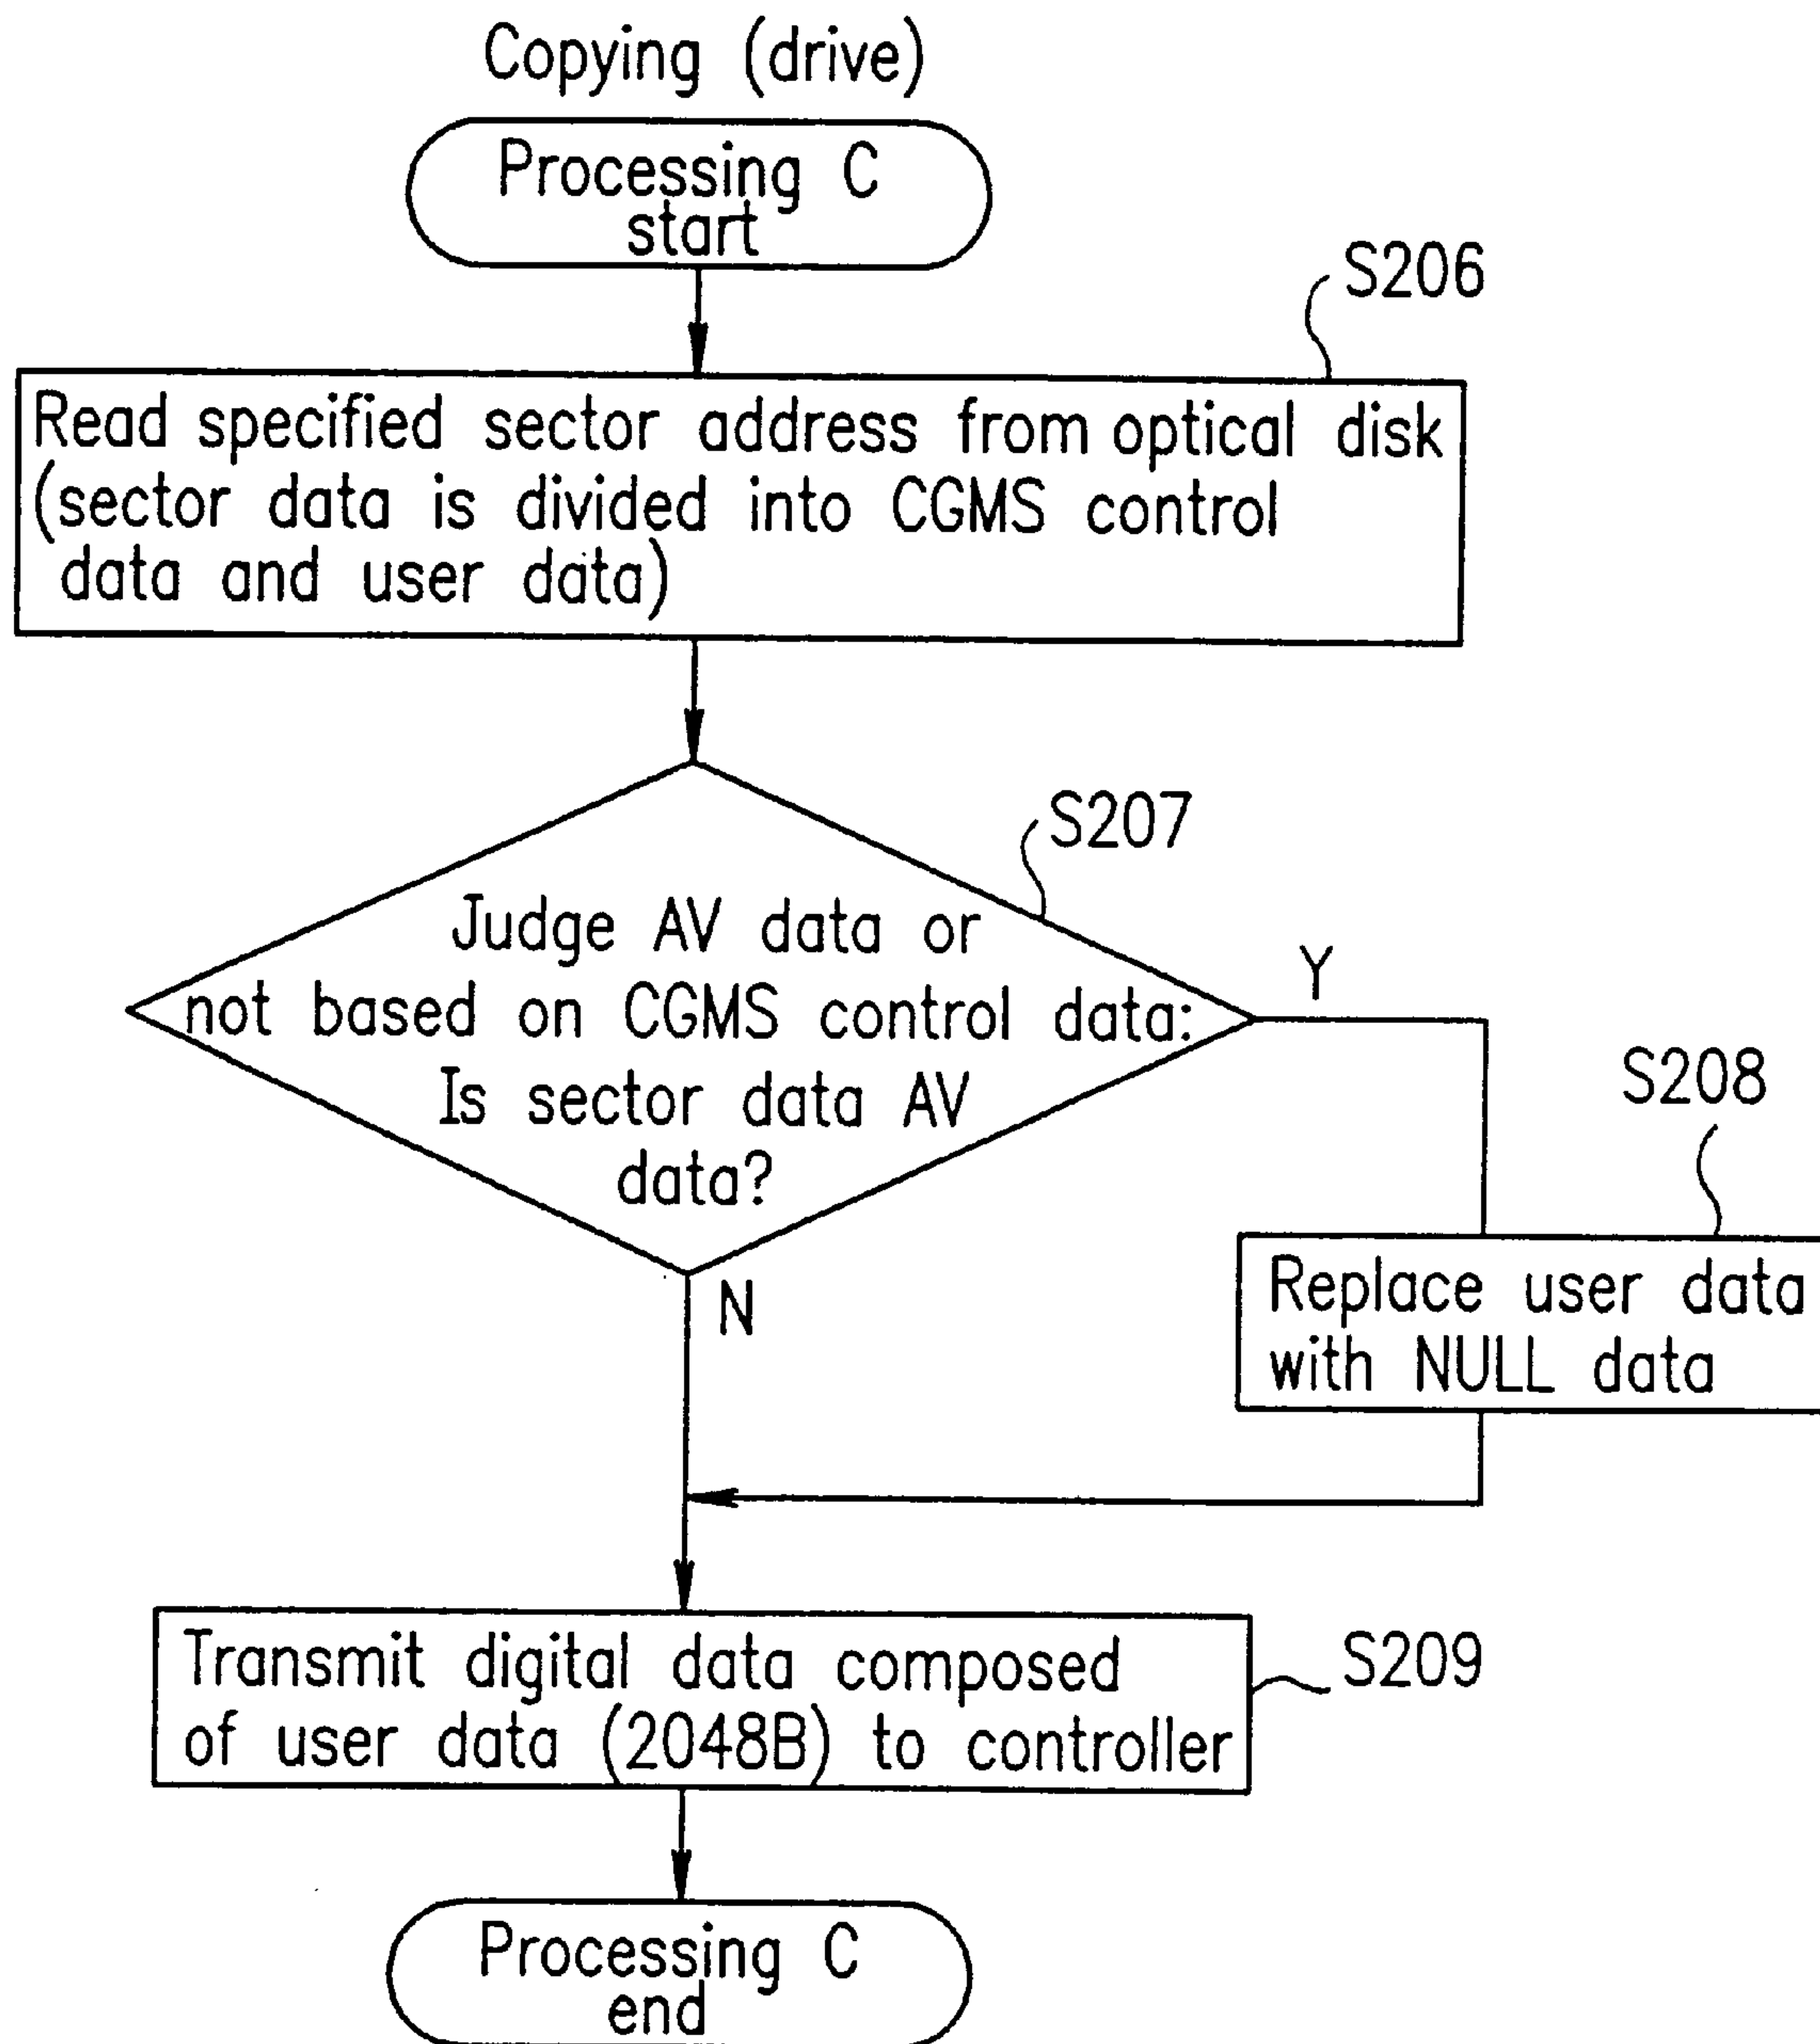 Copying (drive)
Processing C
start
S206
Read specified sector address from optical disk
(sector data is divided into CGMS control
data and user data)
S207
Judge AV data or
not based on CGMS control data:
Is sector data AV
data?
Y
S208
Replace user data
with NULL data
N
Transmit digital data composed
of user data (2048B) to controller
S209
Processing C
end